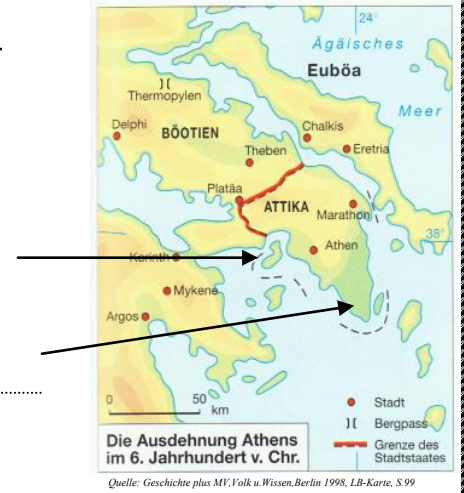 24°
Ägäisches
Euböa
Thermopylen
Meer
Delphi
BÖOTIEN
Chalkis
Theben
Eretria
Platäa
ATTIKA
Marathon
38°
Athen
Korinth
Mykene
Argos
0 50
km
Stadt
Bergpass
Grenze des
Stadtstaates
Die Ausdehnung Athens
im 6. Jahrhundert v. Chr.
Quelle: Geschichte plus MV,Volk u.Wissen,Berlin 1998, LB-Karte, S.99